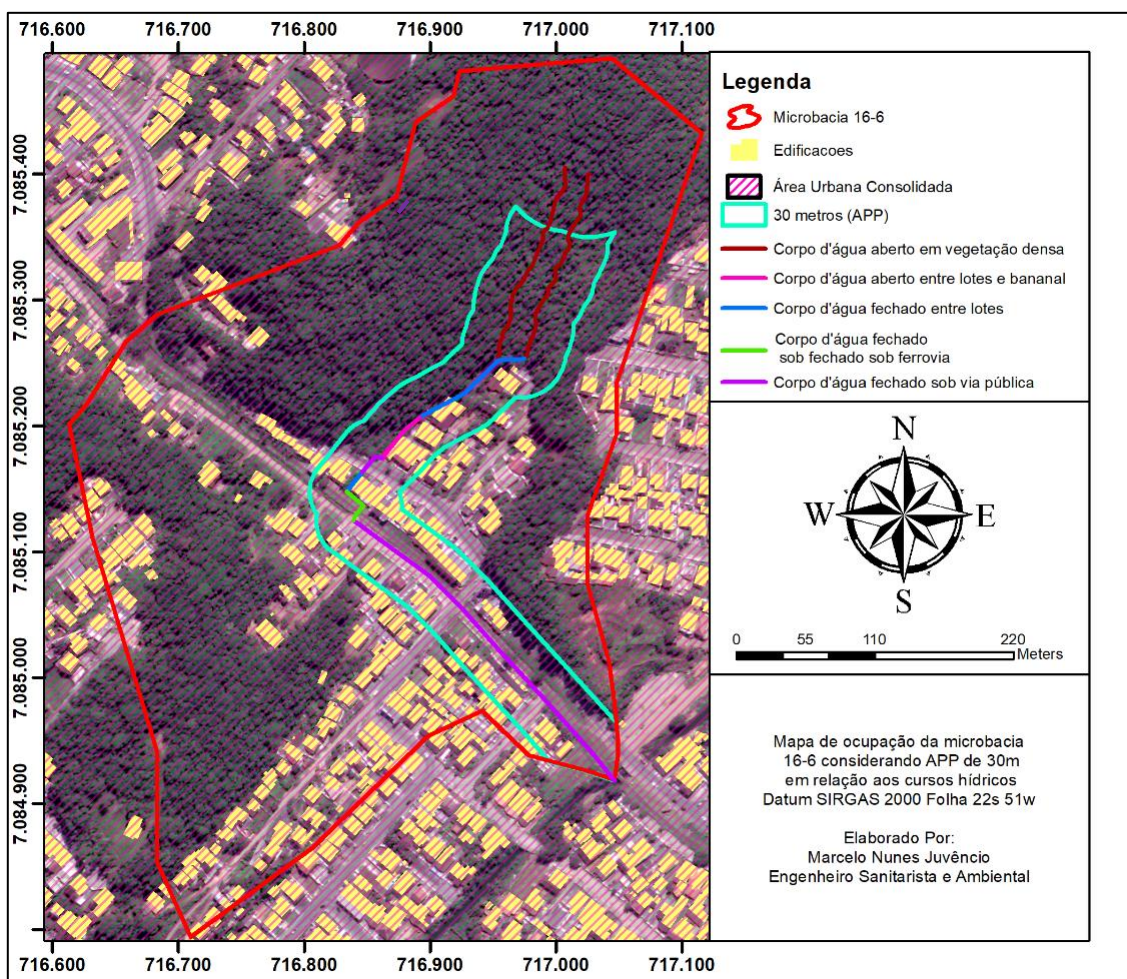 716.600 716.700 716.800 716.900 717.000 717.100
7.085.400
7.085.300
7.085.200
7.085.100
7.085.000
7.084.900
716.600 716.700 716.800 716.900 717.000 717.100
Legenda
Microbacia 16-6
Edificacoes
Área Urbana Consolidada
30 metros (APP)
Corpo d'água aberto em vegetação densa
Corpo d'água aberto entre lotes e bananal
Corpo d'água fechado entre lotes
Corpo d'água fechado
sob fechado sob ferrovia
Corpo d'água fechado sob via pública
N
W E
S
0 55 110 220
Meters
Mapa de ocupação da microbacia
16-6 considerando APP de 30m
em relação aos cursos hídricos
Datum SIRGAS 2000 Folha 22s 51w
Elaborado Por:
Marcelo Nunes Juvêncio
Engenheiro Sanitarista e Ambiental